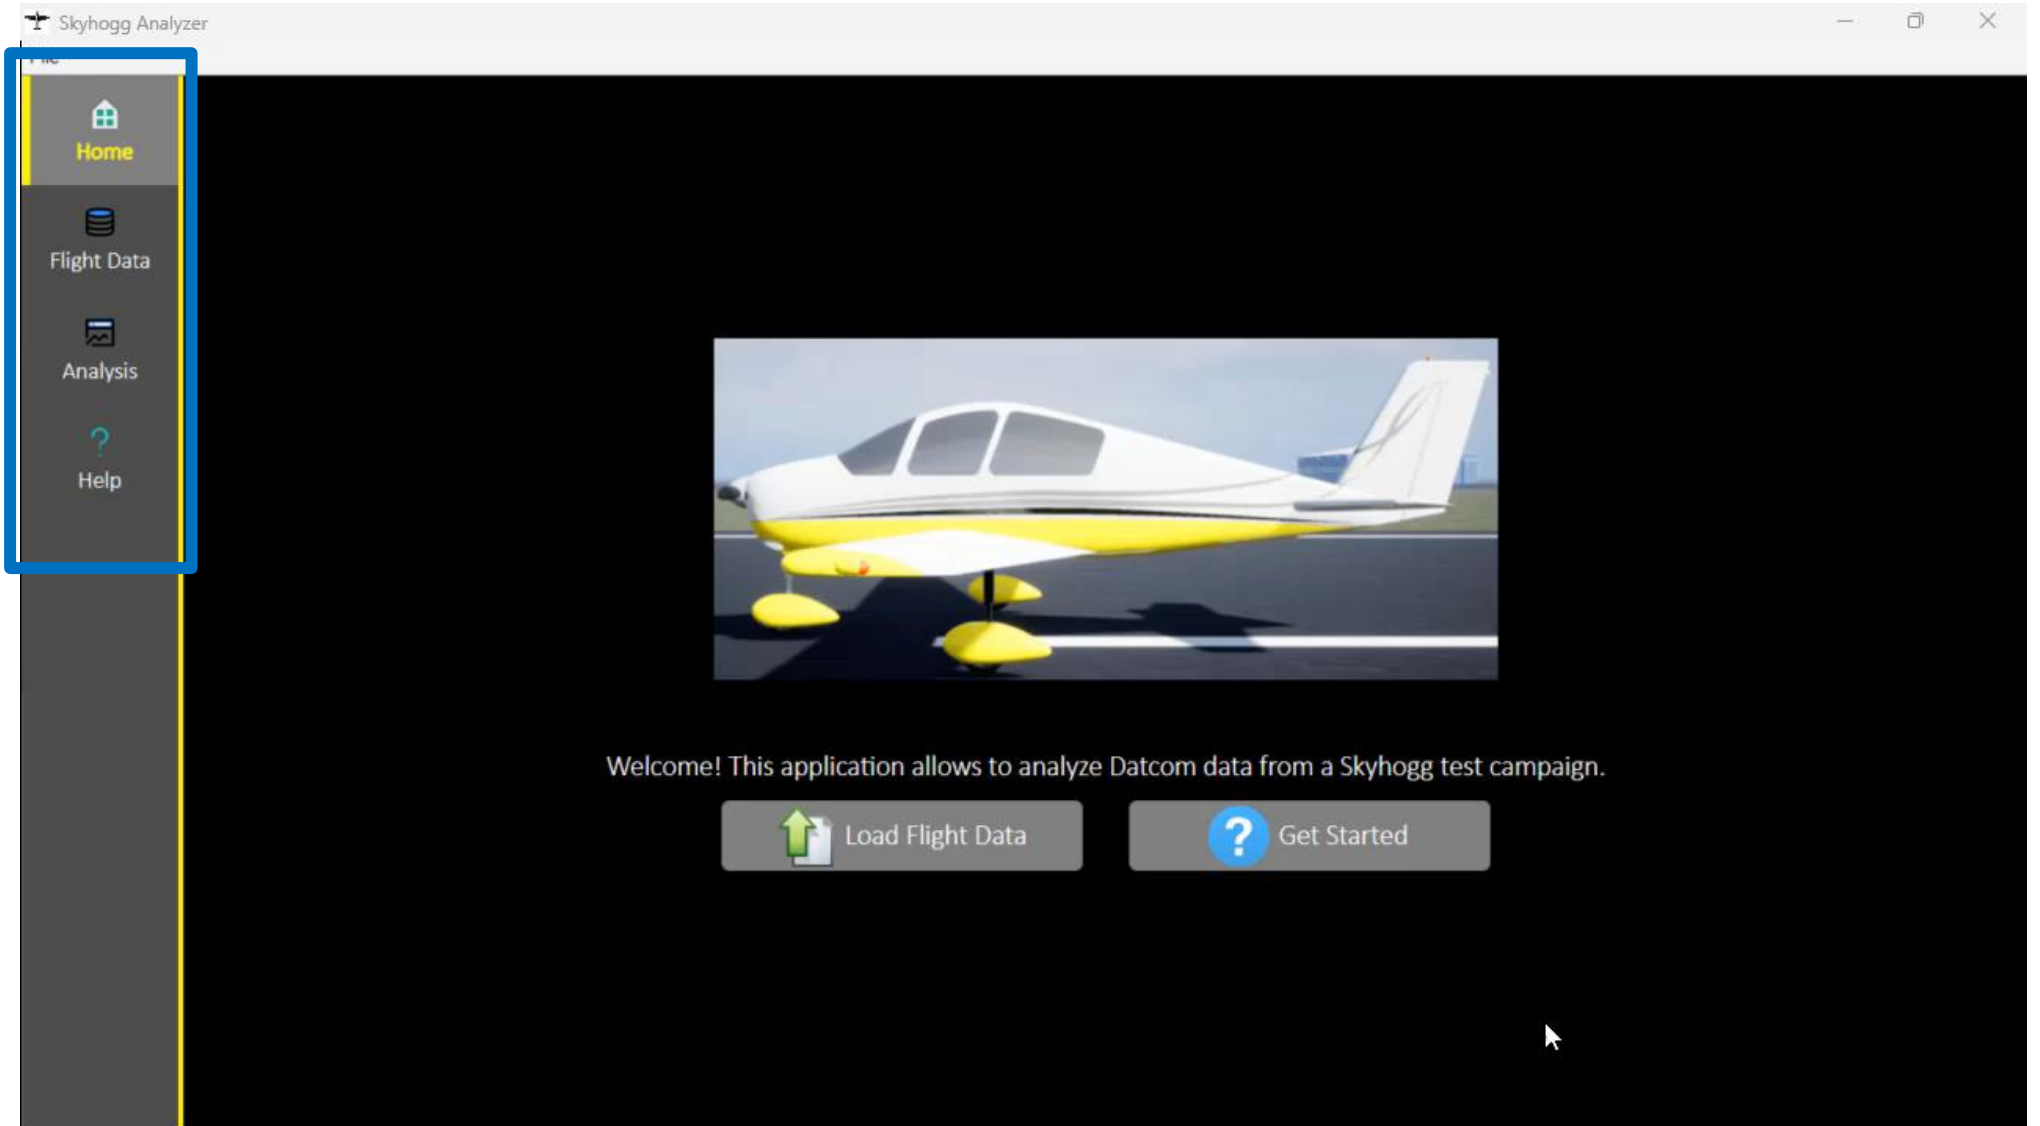 Skyhogg Analyzer
Home
Flight Data
Analysis
Help
Welcome! This application allows to analyze Datcom data from a Skyhogg test campaign.
Load Flight Data
Get Started